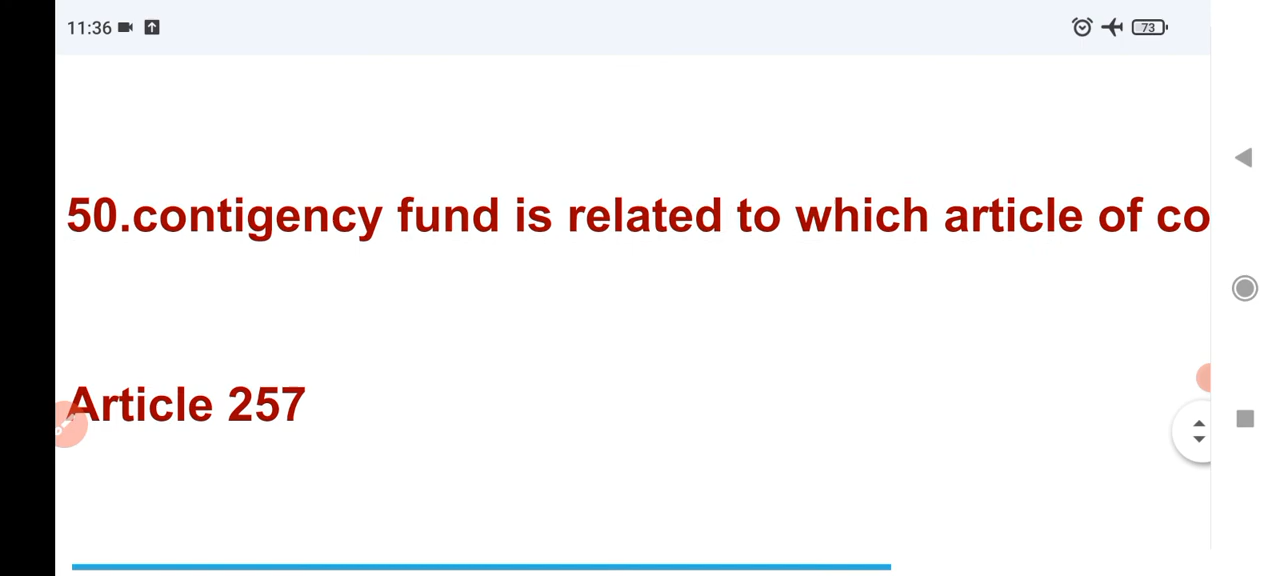 11:36
73
50.contigency fund is related to which article of co
Article 257